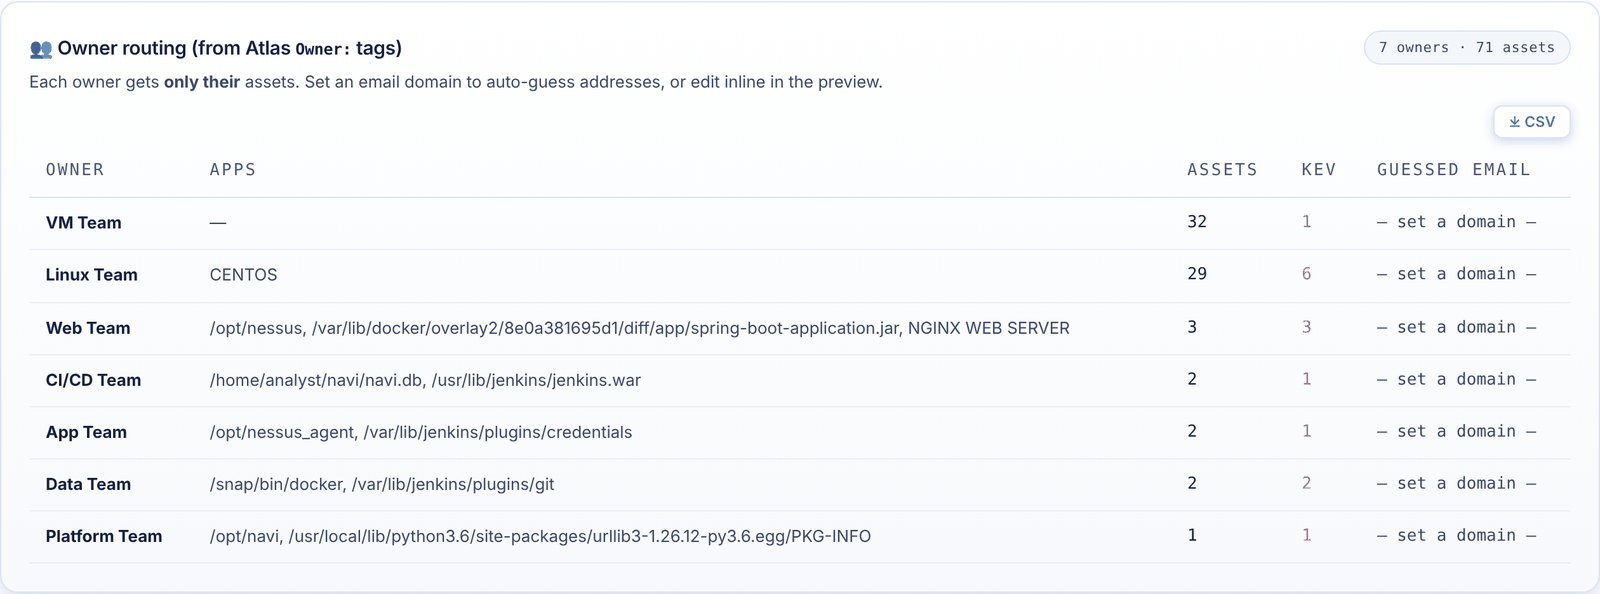 👥 Owner routing (from Atlas Owner: tags)
7 owners · 71 assets
Each owner gets only their assets. Set an email domain to auto-guess addresses, or edit inline in the preview.
CSV
OWNER APPS ASSETS KEV GUESSED EMAIL
VM Team — 32 1 — set a domain —
Linux Team CENTOS 29 6 — set a domain —
Web Team /opt/nessus, /var/lib/docker/overlay2/8e0a381695d1/diff/app/spring-boot-application.jar, NGINX WEB SERVER 3 3 — set a domain —
CI/CD Team /home/analyst/navi/navi.db, /usr/lib/jenkins/jenkins.war 2 1 — set a domain —
App Team /opt/nessus_agent, /var/lib/jenkins/plugins/credentials 2 1 — set a domain —
Data Team /snap/bin/docker, /var/lib/jenkins/plugins/git 2 2 — set a domain —
Platform Team /opt/navi, /usr/local/lib/python3.6/site-packages/urllib3-1.26.12-py3.6.egg/PKG-INFO 1 1 — set a domain —